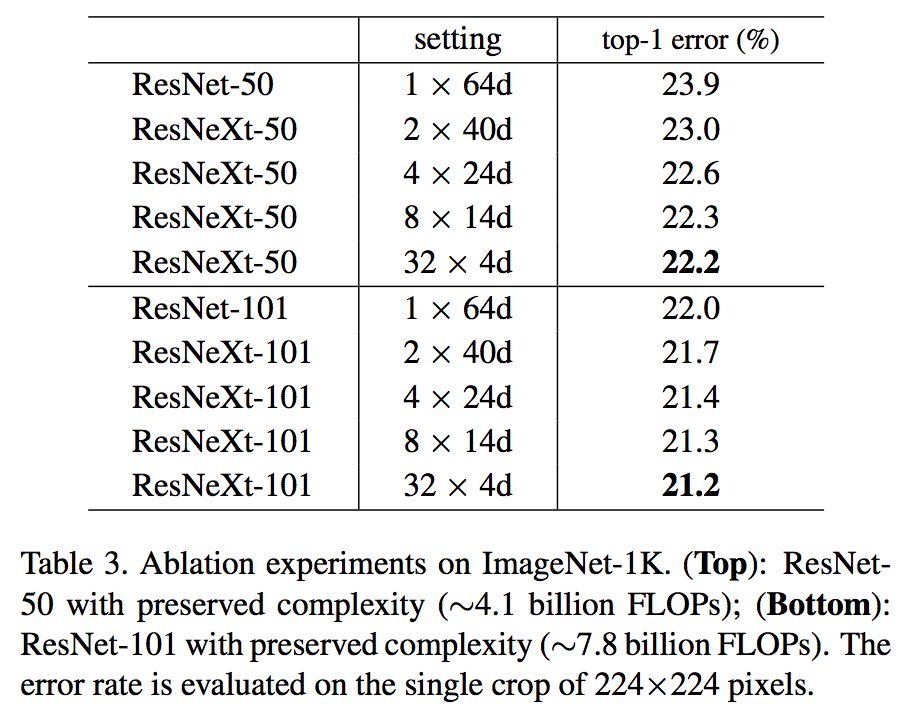 setting top-1 error (%)
ResNet-50 1 × 64d 23.9
ResNeXt-50 2 × 40d 23.0
ResNeXt-50 4 × 24d 22.6
ResNeXt-50 8 × 14d 22.3
ResNeXt-50 32 × 4d 22.2
ResNet-101 1 × 64d 22.0
ResNeXt-101 2 × 40d 21.7
ResNeXt-101 4 × 24d 21.4
ResNeXt-101 8 × 14d 21.3
ResNeXt-101 32 × 4d 21.2
Table 3. Ablation experiments on ImageNet-1K. (Top): ResNet-
50 with preserved complexity (∼4.1 billion FLOPs); (Bottom):
ResNet-101 with preserved complexity (∼7.8 billion FLOPs). The
error rate is evaluated on the single crop of 224×224 pixels.